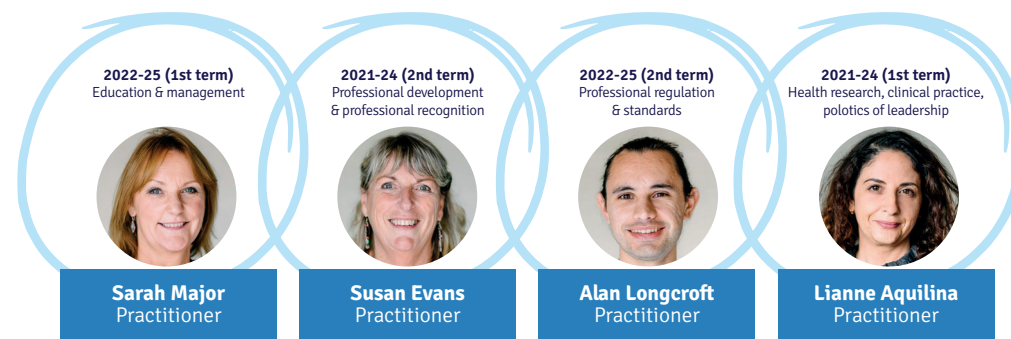 2022-25 (1st term)
Education & management
Sarah Major
Practitioner
2021-24 (2nd term)
Professional development
& professional recognition
Susan Evans
Practitioner
2022-25 (2nd term)
Professional regulation
& standards
Alan Longcroft
Practitioner
2021-24 (1st term)
Health research, clinical practice,
polotics of leadership
Lianne Aquilina
Practitioner